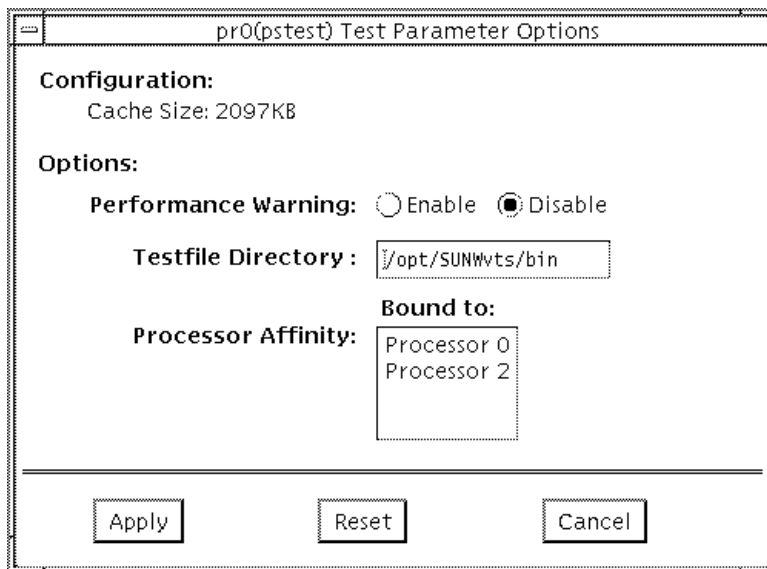 pr0(pstest) Test Parameter Options
Configuration:
Cache Size: 2097KB
Options:
Performance Warning: Enable Disable
Testfile Directory : /opt/SUNWvts/bin
Bound to:
Processor Affinity:
Processor 0
Processor 2
Apply Reset Cancel